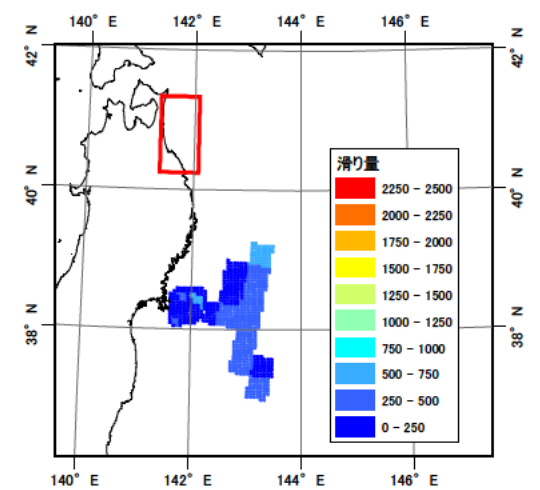 140° E 142° E 144° E 146° E
42° N 42° N
40° N 40° N
38° N 38° N
滑り量
2250 - 2500
2000 - 2250
1750 - 2000
1500 - 1750
1250 - 1500
1000 - 1250
750 - 1000
500 - 750
250 - 500
0 - 250
140° E 142° E 144° E 146° E